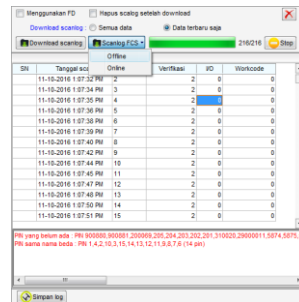 Menggunakan FD Hapus scalog setelah download
Download scanlog : Semua data Data terbaru saja
Download scanlog Scanlog FCS 216/216 Stop
Offline
Online
SN Tanggal sca Verifikasi I/O Workcode
11-10-2016 1:07:32 PM 2 2 0 0
11-10-2016 1:07:34 PM 3 2 0 0
11-10-2016 1:07:35 PM 4 2 0 0
11-10-2016 1:07:36 PM 5 2 0 0
11-10-2016 1:07:38 PM 6 2 0 0
11-10-2016 1:07:39 PM 7 2 0 0
11-10-2016 1:07:40 PM 8 2 0 0
11-10-2016 1:07:42 PM 9 2 0 0
11-10-2016 1:07:44 PM 10 2 0 0
11-10-2016 1:07:45 PM 11 2 0 0
11-10-2016 1:07:47 PM 12 2 0 0
11-10-2016 1:07:48 PM 13 2 0 0
11-10-2016 1:07:50 PM 14 2 0 0
11-10-2016 1:07:51 PM 15 2 0 0
PIN yang belum ada : PIN 900880,900881,200069,205,204,203,202,201,310020,29000011,5874,5875,
PIN sama nama beda : PIN 1,4,2,10,3,15,14,13,12,11,9,8,7,6 (14 pin)
Simpan log